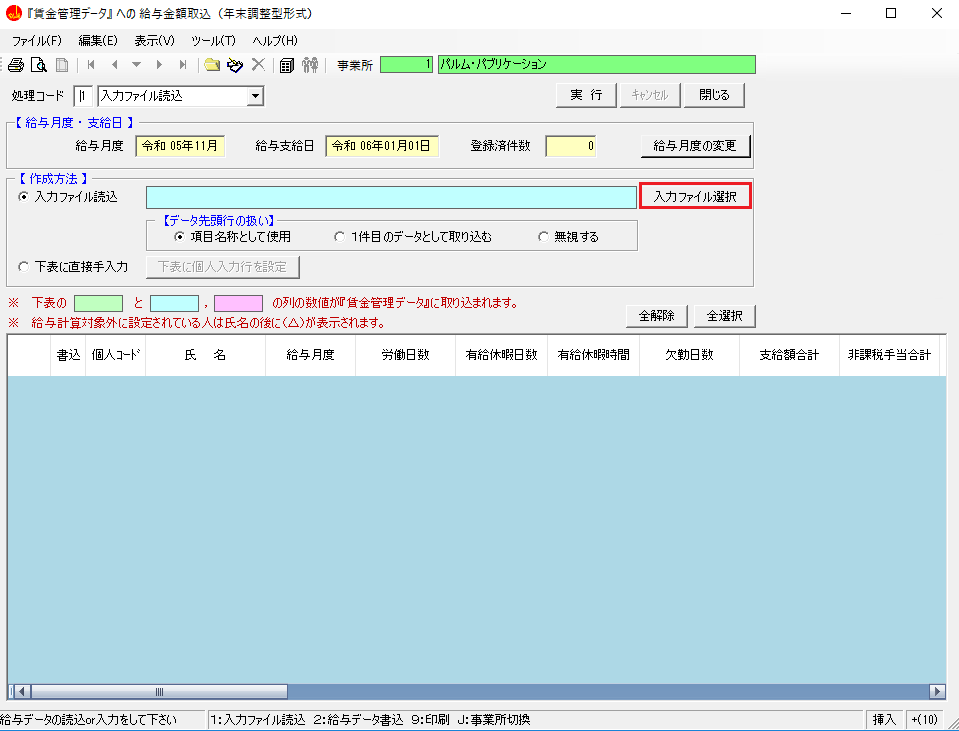 『賃金管理データ』 への 給与金額取込 （年末調整型形式）
ファイル(F) 編集(E) 表示(V) ツール(T) ヘルプ(H)
事業所 1 パルム・パブリケーション
処理コード 1 入力ファイル読込 実 行 キャンセル 閉じる
【 給与月度・支給日 】
給与月度 令和 05年11月 給与支給日 令和 06年01月01日 登録済件数 0 給与月度の変更
【 作成方法 】
入力ファイル読込 入力ファイル選択
【データ先頭行の扱い】
項目名称として使用 1件目のデータとして取り込む 無視する
下表に直接手入力 下表に個人入力行を設定
※ 下表の と , の列の数値が『賃金管理データ』に取り込まれます。
※ 給与計算対象外に設定されている人は氏名の後に(△)が表示されます。
全解除 全選択
書込 個人コード 氏 名 給与月度 労働日数 有給休暇日数 有給休暇時間 欠勤日数 支給額合計 非課税手当合計
給与データの読込or入力をして下さい 1:入力ファイル読込 2:給与データ書込 9:印刷 J:事業所切換 挿入 +(10)